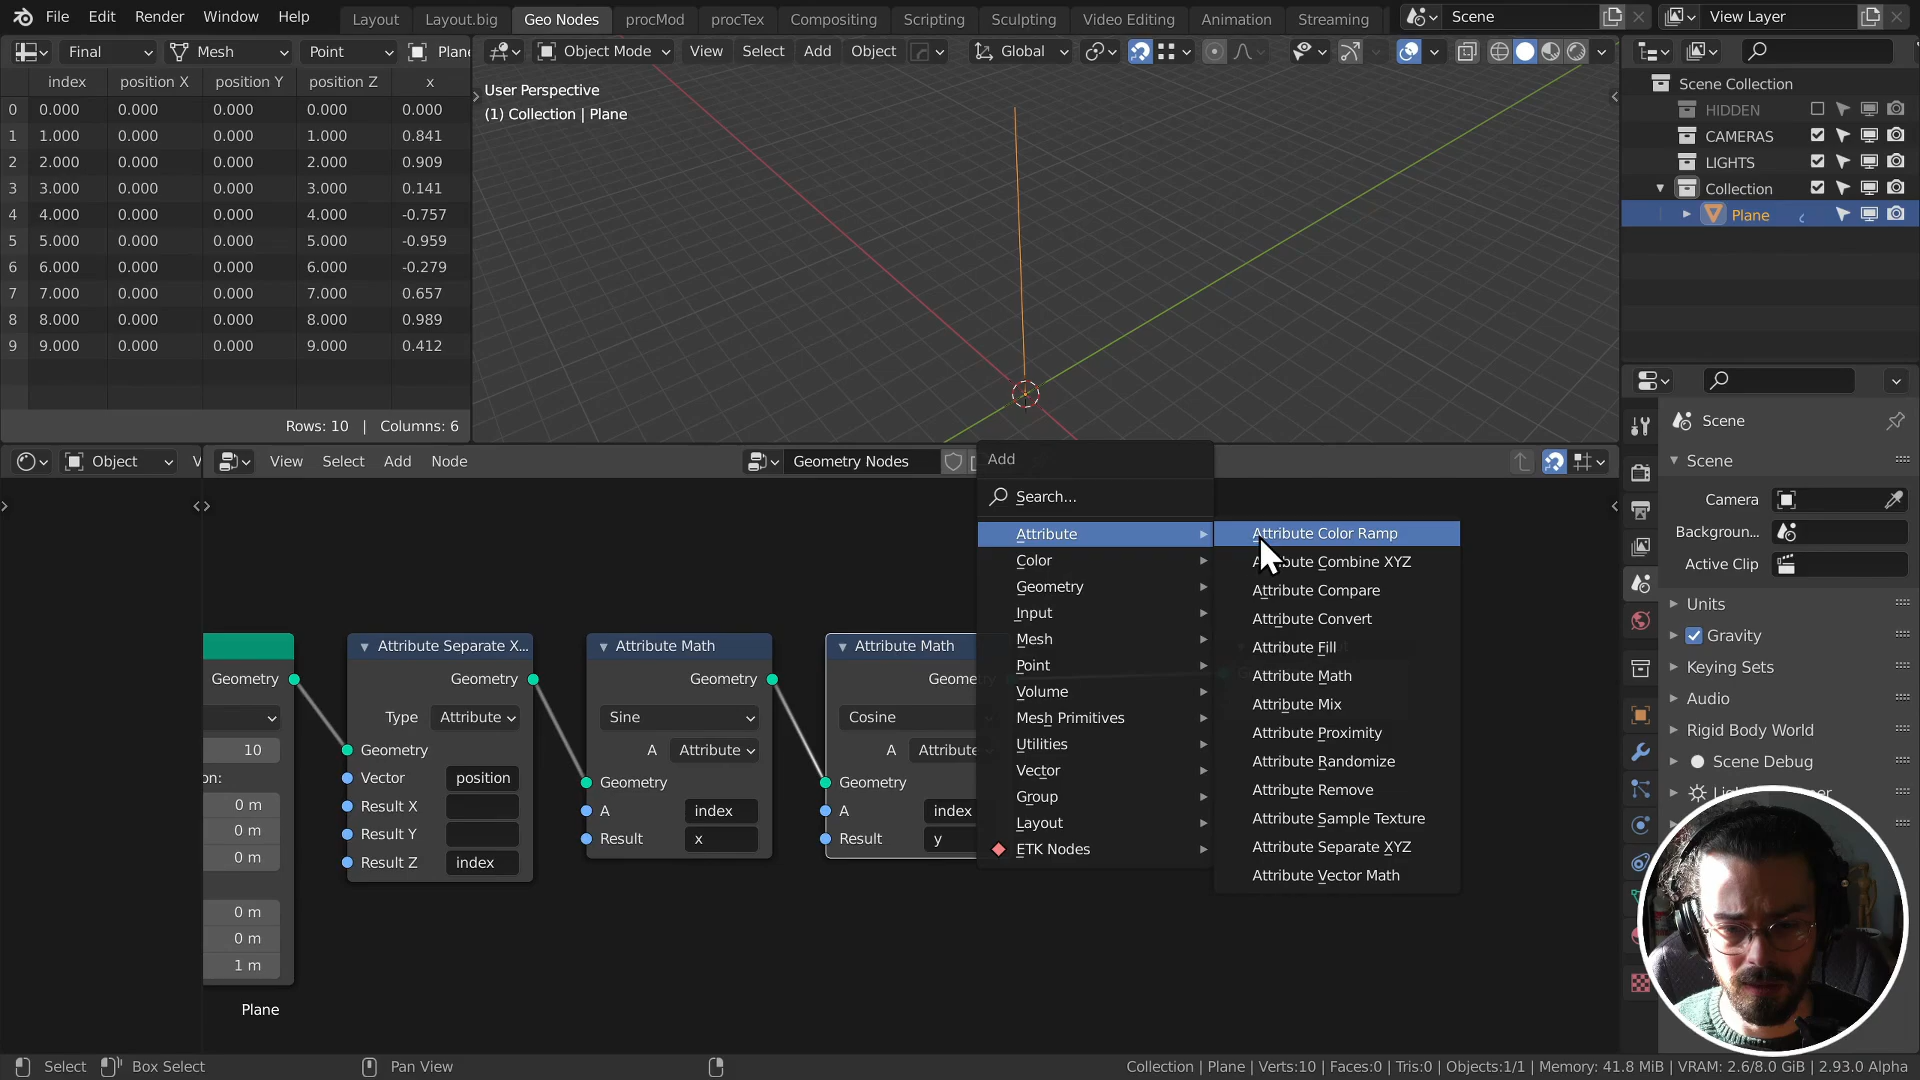 File Edit Render Window Help Layout Layout.big Geo Nodes procMod procTex Compositing Scripting Sculpting Video Editing Animation Streaming Scene View Layer
Final Mesh Point Plane
Object Mode View Select Add Object Global
index position X position Y position Z x
0 0.000 0.000 0.000 0.000 0.000
1 1.000 0.000 0.000 1.000 0.841
2 2.000 0.000 0.000 2.000 0.909
3 3.000 0.000 0.000 3.000 0.141
4 4.000 0.000 0.000 4.000 -0.757
5 5.000 0.000 0.000 5.000 -0.959
6 6.000 0.000 0.000 6.000 -0.279
7 7.000 0.000 0.000 7.000 0.657
8 8.000 0.000 0.000 8.000 0.989
9 9.000 0.000 0.000 9.000 0.412
Rows: 10 | Columns: 6
User Perspective
(1) Collection | Plane
Scene Collection
HIDDEN
CAMERAS
LIGHTS
Collection
Plane
Scene
Scene
Camera
Backgroun...
Active Clip
Units
Gravity
Keying Sets
Audio
Rigid Body World
Scene Debug
Object V View Select Add Node Geometry Nodes
Geometry
10
on:
0 m
0 m
0 m
0 m
0 m
1 m
Plane
Attribute Separate X...
Geometry
Type Attribute
Geometry
Vector position
Result X
Result Y
Result Z index
Attribute Math
Geometry
Sine
A Attribute
Geometry
A index
Result x
Attribute Math
Cosine
A Attribute
Geometry
A index
Result y
Add
Search...
Attribute
Color
Geometry
Input
Mesh
Point
Volume
Mesh Primitives
Utilities
Vector
Group
Layout
ETK Nodes
Attribute Color Ramp
Attribute Combine XYZ
Attribute Compare
Attribute Convert
Attribute Fill
Attribute Math
Attribute Mix
Attribute Proximity
Attribute Randomize
Attribute Remove
Attribute Sample Texture
Attribute Separate XYZ
Attribute Vector Math
Select Box Select Pan View Collection | Plane | Verts:10 | Faces:0 | Tris:0 | Objects:1/1 | Memory: 41.8 MiB | VRAM: 2.6/8.0 GiB | 2.93.0 Alpha